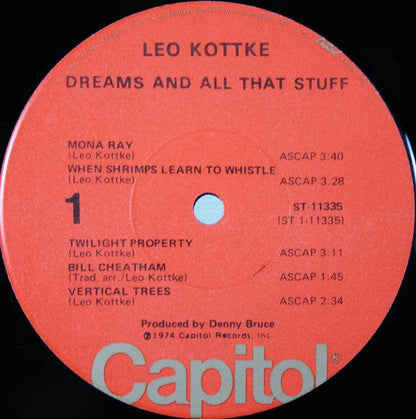 LEO KOTTKE
DREAMS AND ALL THAT STUFF
MONA RAY
(Leo Kottke) ASCAP 3:40
WHEN SHRIMPS LEARN TO WHISTLE
(Leo Kottke) ASCAP 3:28
1
ST-11335
(ST 1-11335)
TWILIGHT PROPERTY
(Leo Kottke) ASCAP 3:11
BILL CHEATHAM
(Trad. arr./Leo Kottke) ASCAP 1:45
VERTICAL TREES
(Leo Kottke) ASCAP 2:34
Produced by Denny Bruce
℗1974 Capitol Records, Inc.
Capitol®